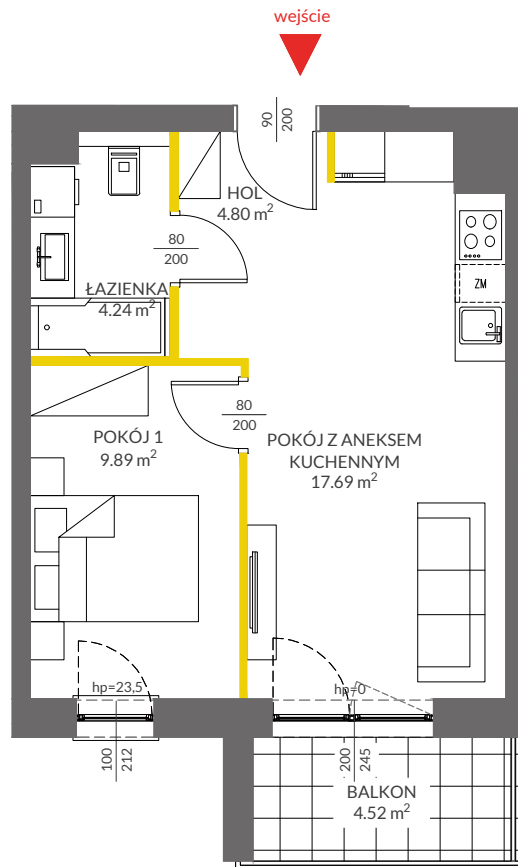 wejście
90
200
HOL
4.80 m²
80
200
ŁAZIENKA
4.24 m²
ZM
80
200
POKÓJ 1
9.89 m²
POKÓJ Z ANEKSEM
KUCHENNYM
17.69 m²
hp=23,5
hp=0
100
212
200
245
BALKON
4.52 m²